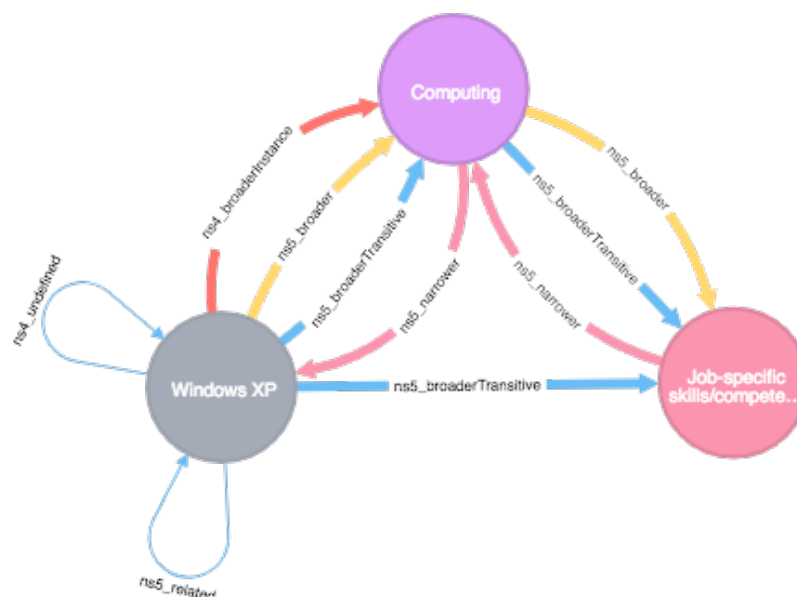 Computing
ns4_broaderInstance
ns5_broader
ns5_broaderTransitive
ns5_narrower
ns5_broader
ns5_broaderTransitive
ns5_narrower
ns4_undefined
Windows XP
ns5_broaderTransitive
Job-specific
skills/compete...
ns5_related